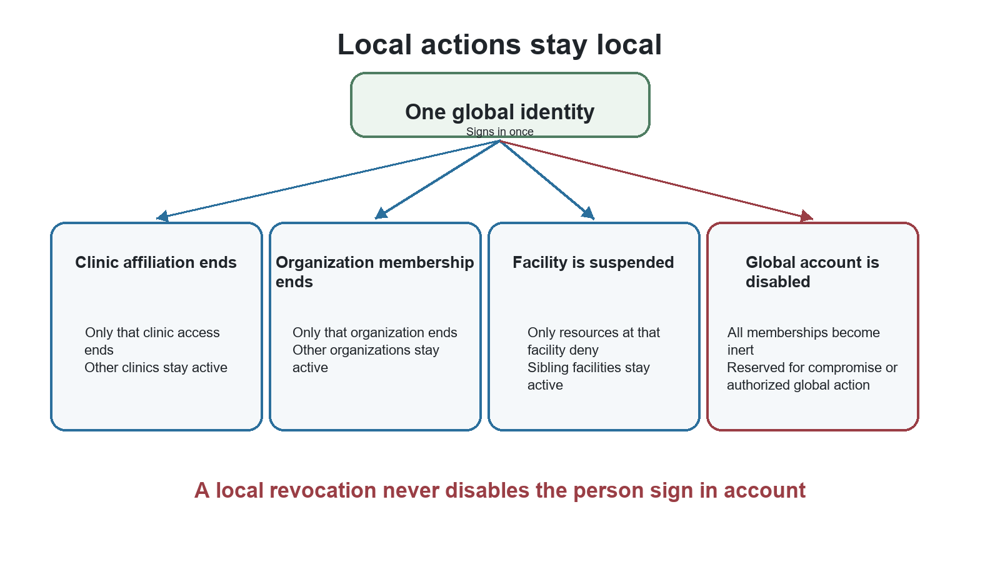 Local actions stay local
One global identity
Signs in once
Clinic affiliation ends
Only that clinic access
ends
Other clinics stay active
Organization membership
ends
Only that organization ends
Other organizations stay
active
Facility is suspended
Only resources at that
facility deny
Sibling facilities stay
active
Global account is
disabled
All memberships become
inert
Reserved for compromise or
authorized global action
A local revocation never disables the person sign in account